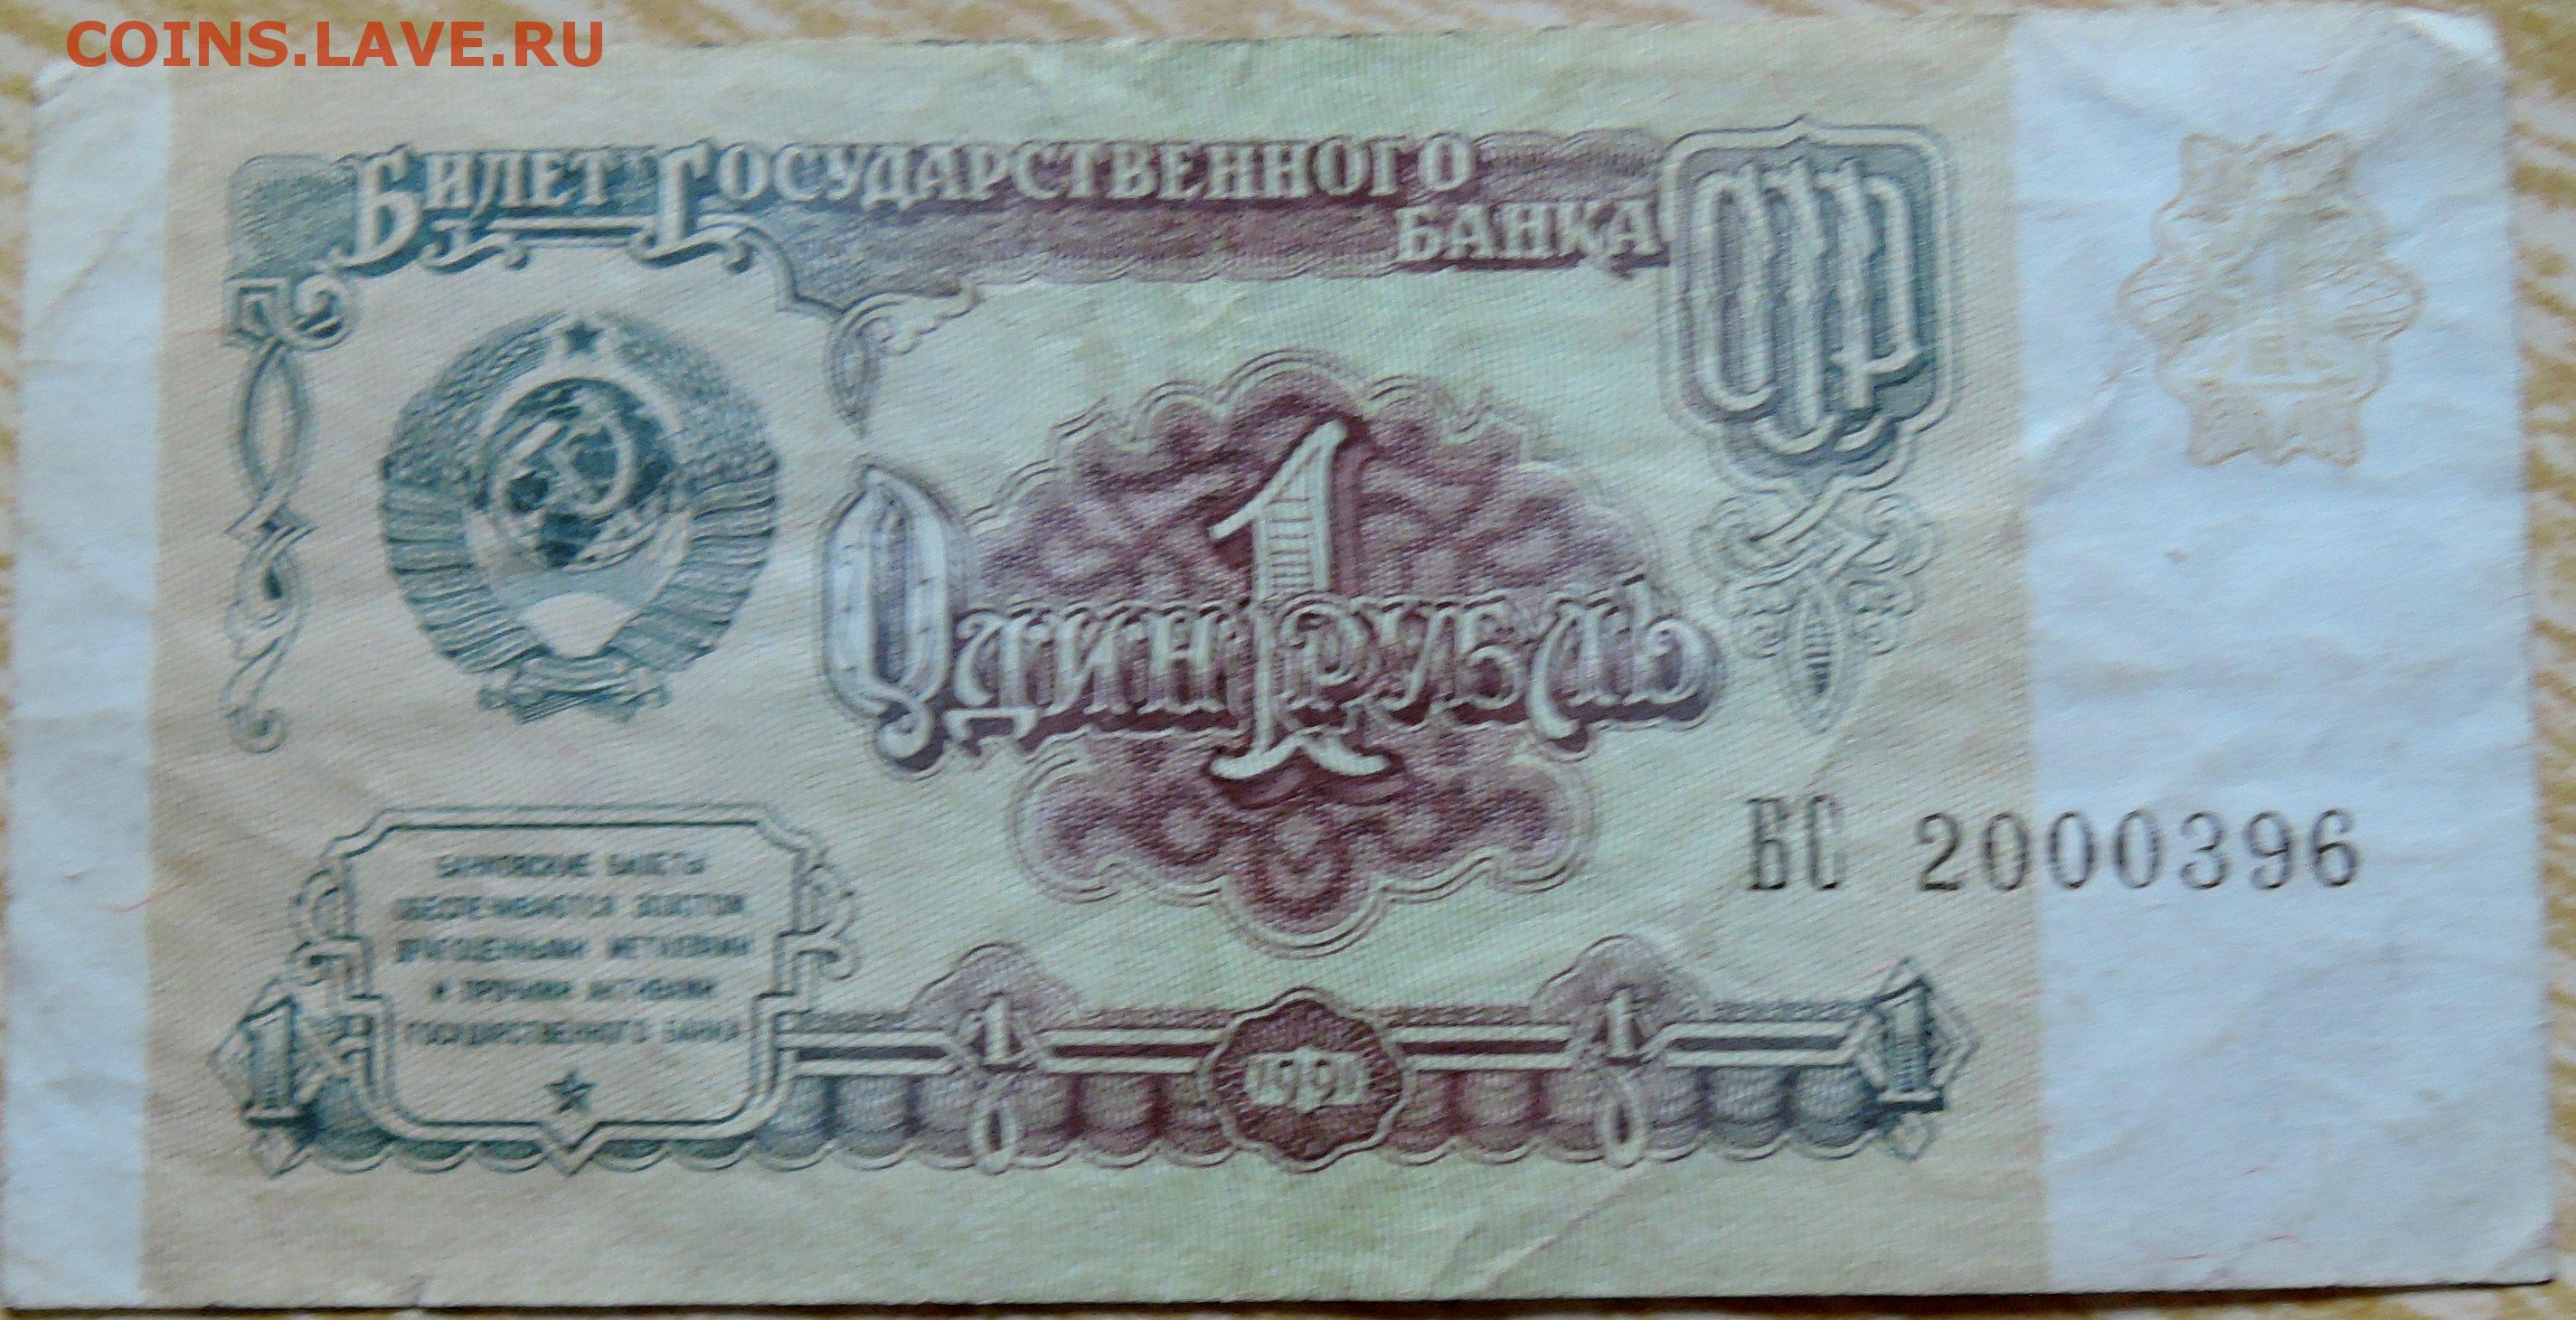 COINS.LAVE.RU
БИЛЕТ ГОСУДАРСТВЕННОГО
БАНКА
1
ОДИН РУБЛЬ
БС 2000396
БАНКОВСКИЕ БИЛЕТЫ
ОБЕСПЕЧИВАЮТСЯ ЗОЛОТОМ,
ДРАГОЦЕННЫМИ МЕТАЛЛАМИ
И ПРОЧИМИ АКТИВАМИ
ГОСУДАРСТВЕННОГО БАНКА
1 1 1991 1 1